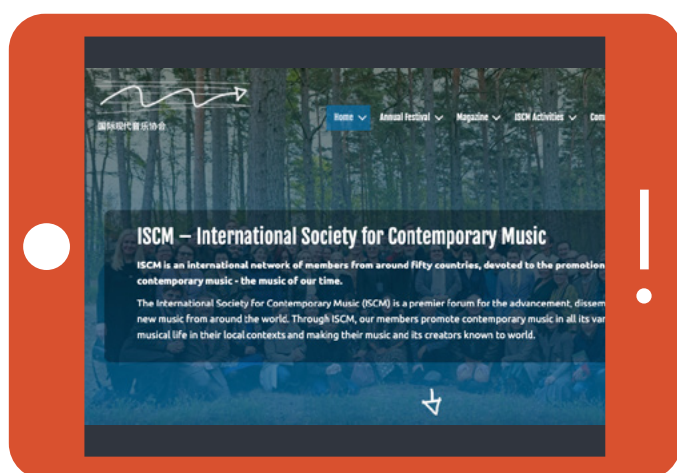 国际现代音乐协会
Home Annual Festival Magazine ISCM Activities Com
ISCM – International Society for Contemporary Music
ISCM is an international network of members from around fifty countries, devoted to the promotion
contemporary music - the music of our time.
The International Society for Contemporary Music (ISCM) is a premier forum for the advancement, dissem
new music from around the world. Through ISCM, our members promote contemporary music in all its var
musical life in their local contexts and making their music and its creators known to world.